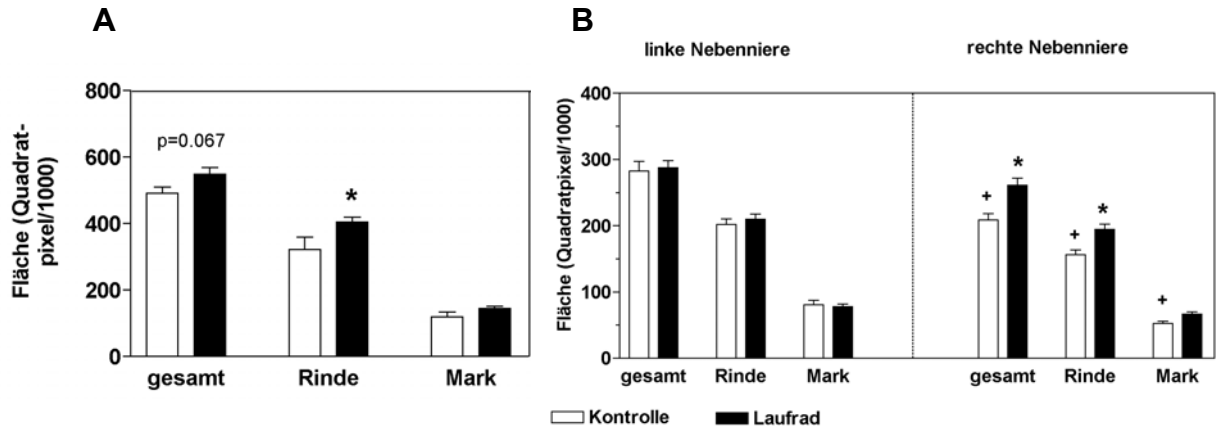 A
Fläche (Quadrat-
pixel/1000)
800
600
400
200
0
p=0.067
*
gesamt Rinde Mark
B
linke Nebenniere rechte Nebenniere
Fläche (Quadratpixel/1000)
400
300
200
100
0
+ * + * +
gesamt Rinde Mark gesamt Rinde Mark
Kontrolle Laufrad